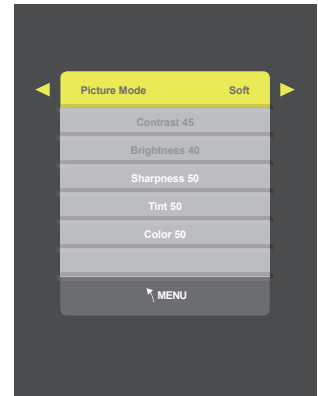 Picture Mode Soft
Contrast 45
Brightness 40
Sharpness 50
Tint 50
Color 50
MENU